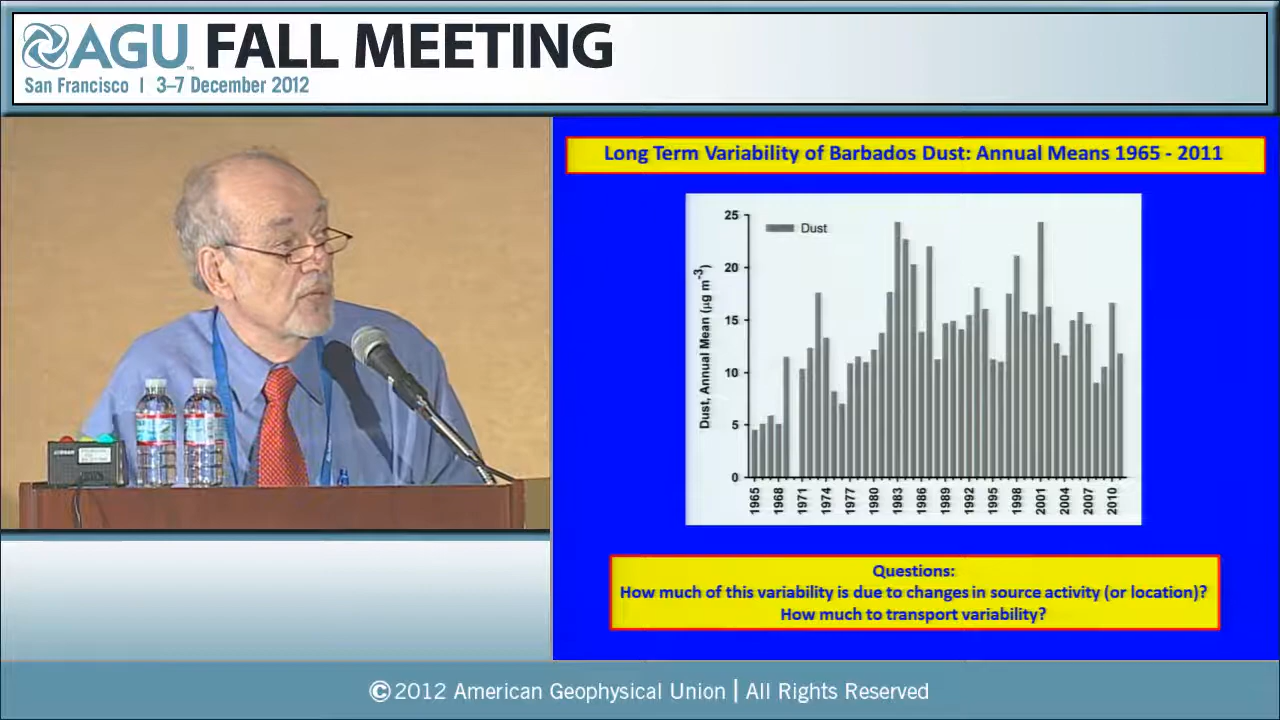 AGU FALL MEETING
San Francisco | 3–7 December 2012
Long Term Variability of Barbados Dust: Annual Means 1965 - 2011
Dust
Dust, Annual Mean (µg m-3)
25
20
15
10
5
0
1965 1968 1971 1974 1977 1980 1983 1986 1989 1992 1995 1998 2001 2004 2007 2010
Questions:
How much of this variability is due to changes in source activity (or location)?
How much to transport variability?
©2012 American Geophysical Union | All Rights Reserved